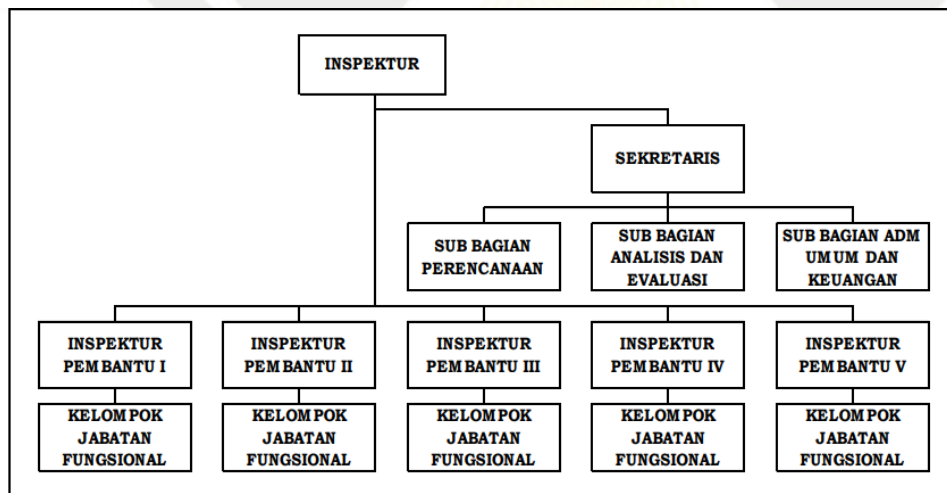 INSPEKTUR
SEKRETARIS
SUB BAGIAN
PERENCANAAN
SUB BAGIAN
ANALISIS DAN
EVALUASI
SUB BAGIAN ADM
UMUM DAN
KEUANGAN
INSPEKTUR
PEMBANTU I
INSPEKTUR
PEMBANTU II
INSPEKTUR
PEMBANTU III
INSPEKTUR
PEMBANTU IV
INSPEKTUR
PEMBANTU V
KELOMPOK
JABATAN
FUNGSIONAL
KELOMPOK
JABATAN
FUNGSIONAL
KELOMPOK
JABATAN
FUNGSIONAL
KELOMPOK
JABATAN
FUNGSIONAL
KELOMPOK
JABATAN
FUNGSIONAL